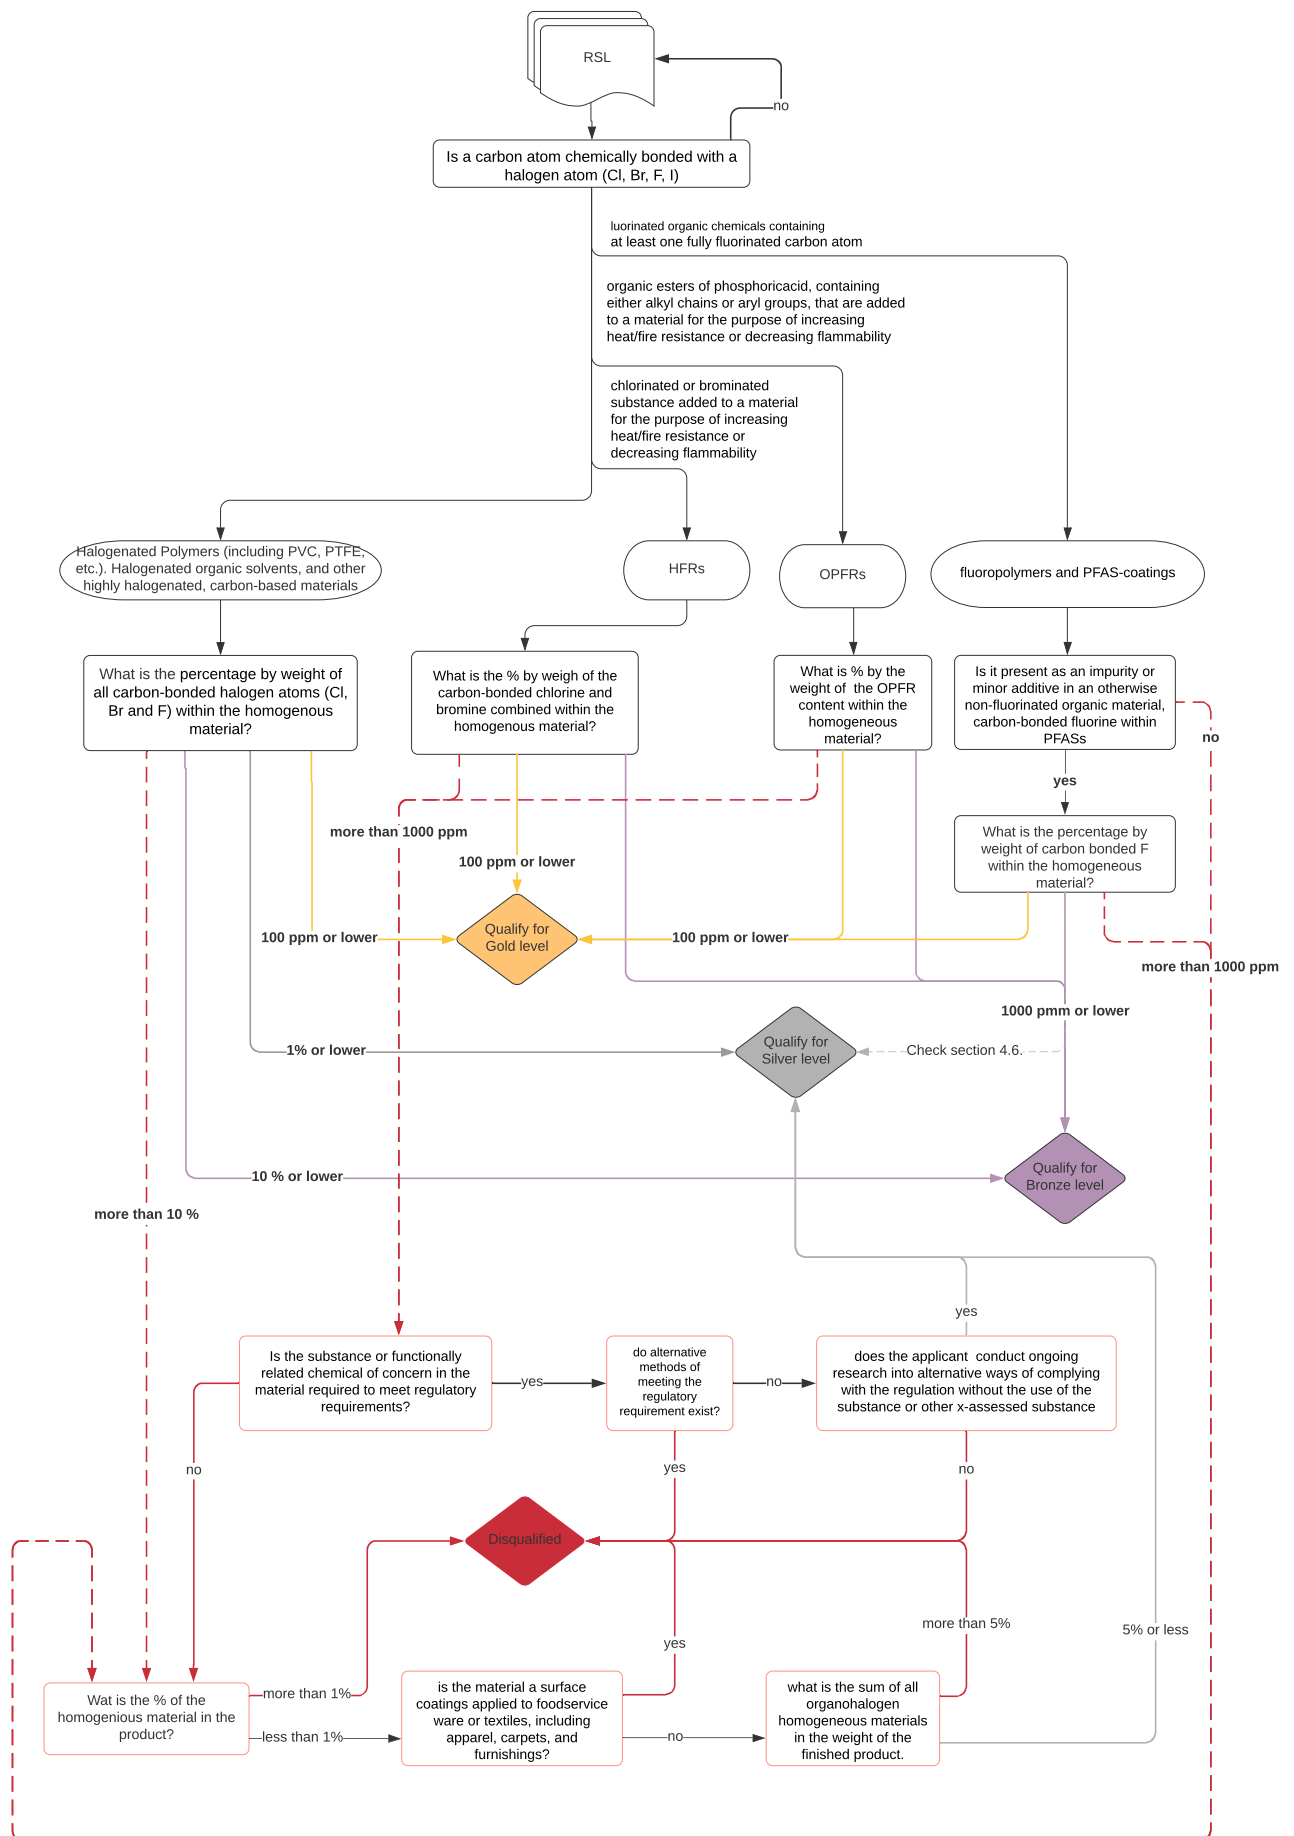 RSL
no
Is a carbon atom chemically bonded with a
halogen atom (Cl, Br, F, I)
luorinated organic chemicals containing
at least one fully fluorinated carbon atom
organic esters of phosphoricacid, containing
either alkyl chains or aryl groups, that are added
to a material for the purpose of increasing
heat/fire resistance or decreasing flammability
chlorinated or brominated
substance added to a material
for the purpose of increasing
heat/fire resistance or
decreasing flammability
Halogenated Polymers (including PVC, PTFE,
etc.). Halogenated organic solvents, and other
highly halogenated, carbon-based materials
HFRs
OPFRs
fluoropolymers and PFAS-coatings
What is the percentage by weight of
all carbon-bonded halogen atoms (Cl,
Br and F) within the homogenous
material?
What is the % by weigh of the
carbon-bonded chlorine and
bromine combined within the
homogenous material?
What is % by the
weight of  the OPFR
content within the
homogeneous
material?
Is it present as an impurity or
minor additive in an otherwise
non-fluorinated organic material,
carbon-bonded fluorine within
PFASs
no
yes
What is the percentage by
weight of carbon bonded F
within the homogeneous
material?
more than 1000 ppm
100 ppm or lower
Qualify for
Gold level
100 ppm or lower
100 ppm or lower
more than 1000 ppm
1000 pmm or lower
1% or lower
Qualify for
Silver level
Check section 4.6.
10 % or lower
Qualify for
Bronze level
more than 10 %
yes
Is the substance or functionally
related chemical of concern in the
material required to meet regulatory
requirements?
yes
do alternative
methods of
meeting the
regulatory
requirement exist?
no
does the applicant  conduct ongoing
research into alternative ways of complying
with the regulation without the use of the
substance or other x-assessed substance
no
yes
no
Disqualified
more than 5%
5% or less
yes
Wat is the % of the
homogenious material in the
product?
more than 1%
less than 1%
is the material a surface
coatings applied to foodservice
ware or textiles, including
apparel, carpets, and
furnishings?
no
what is the sum of all
organohalogen
homogeneous materials
in the weight of the
finished product.